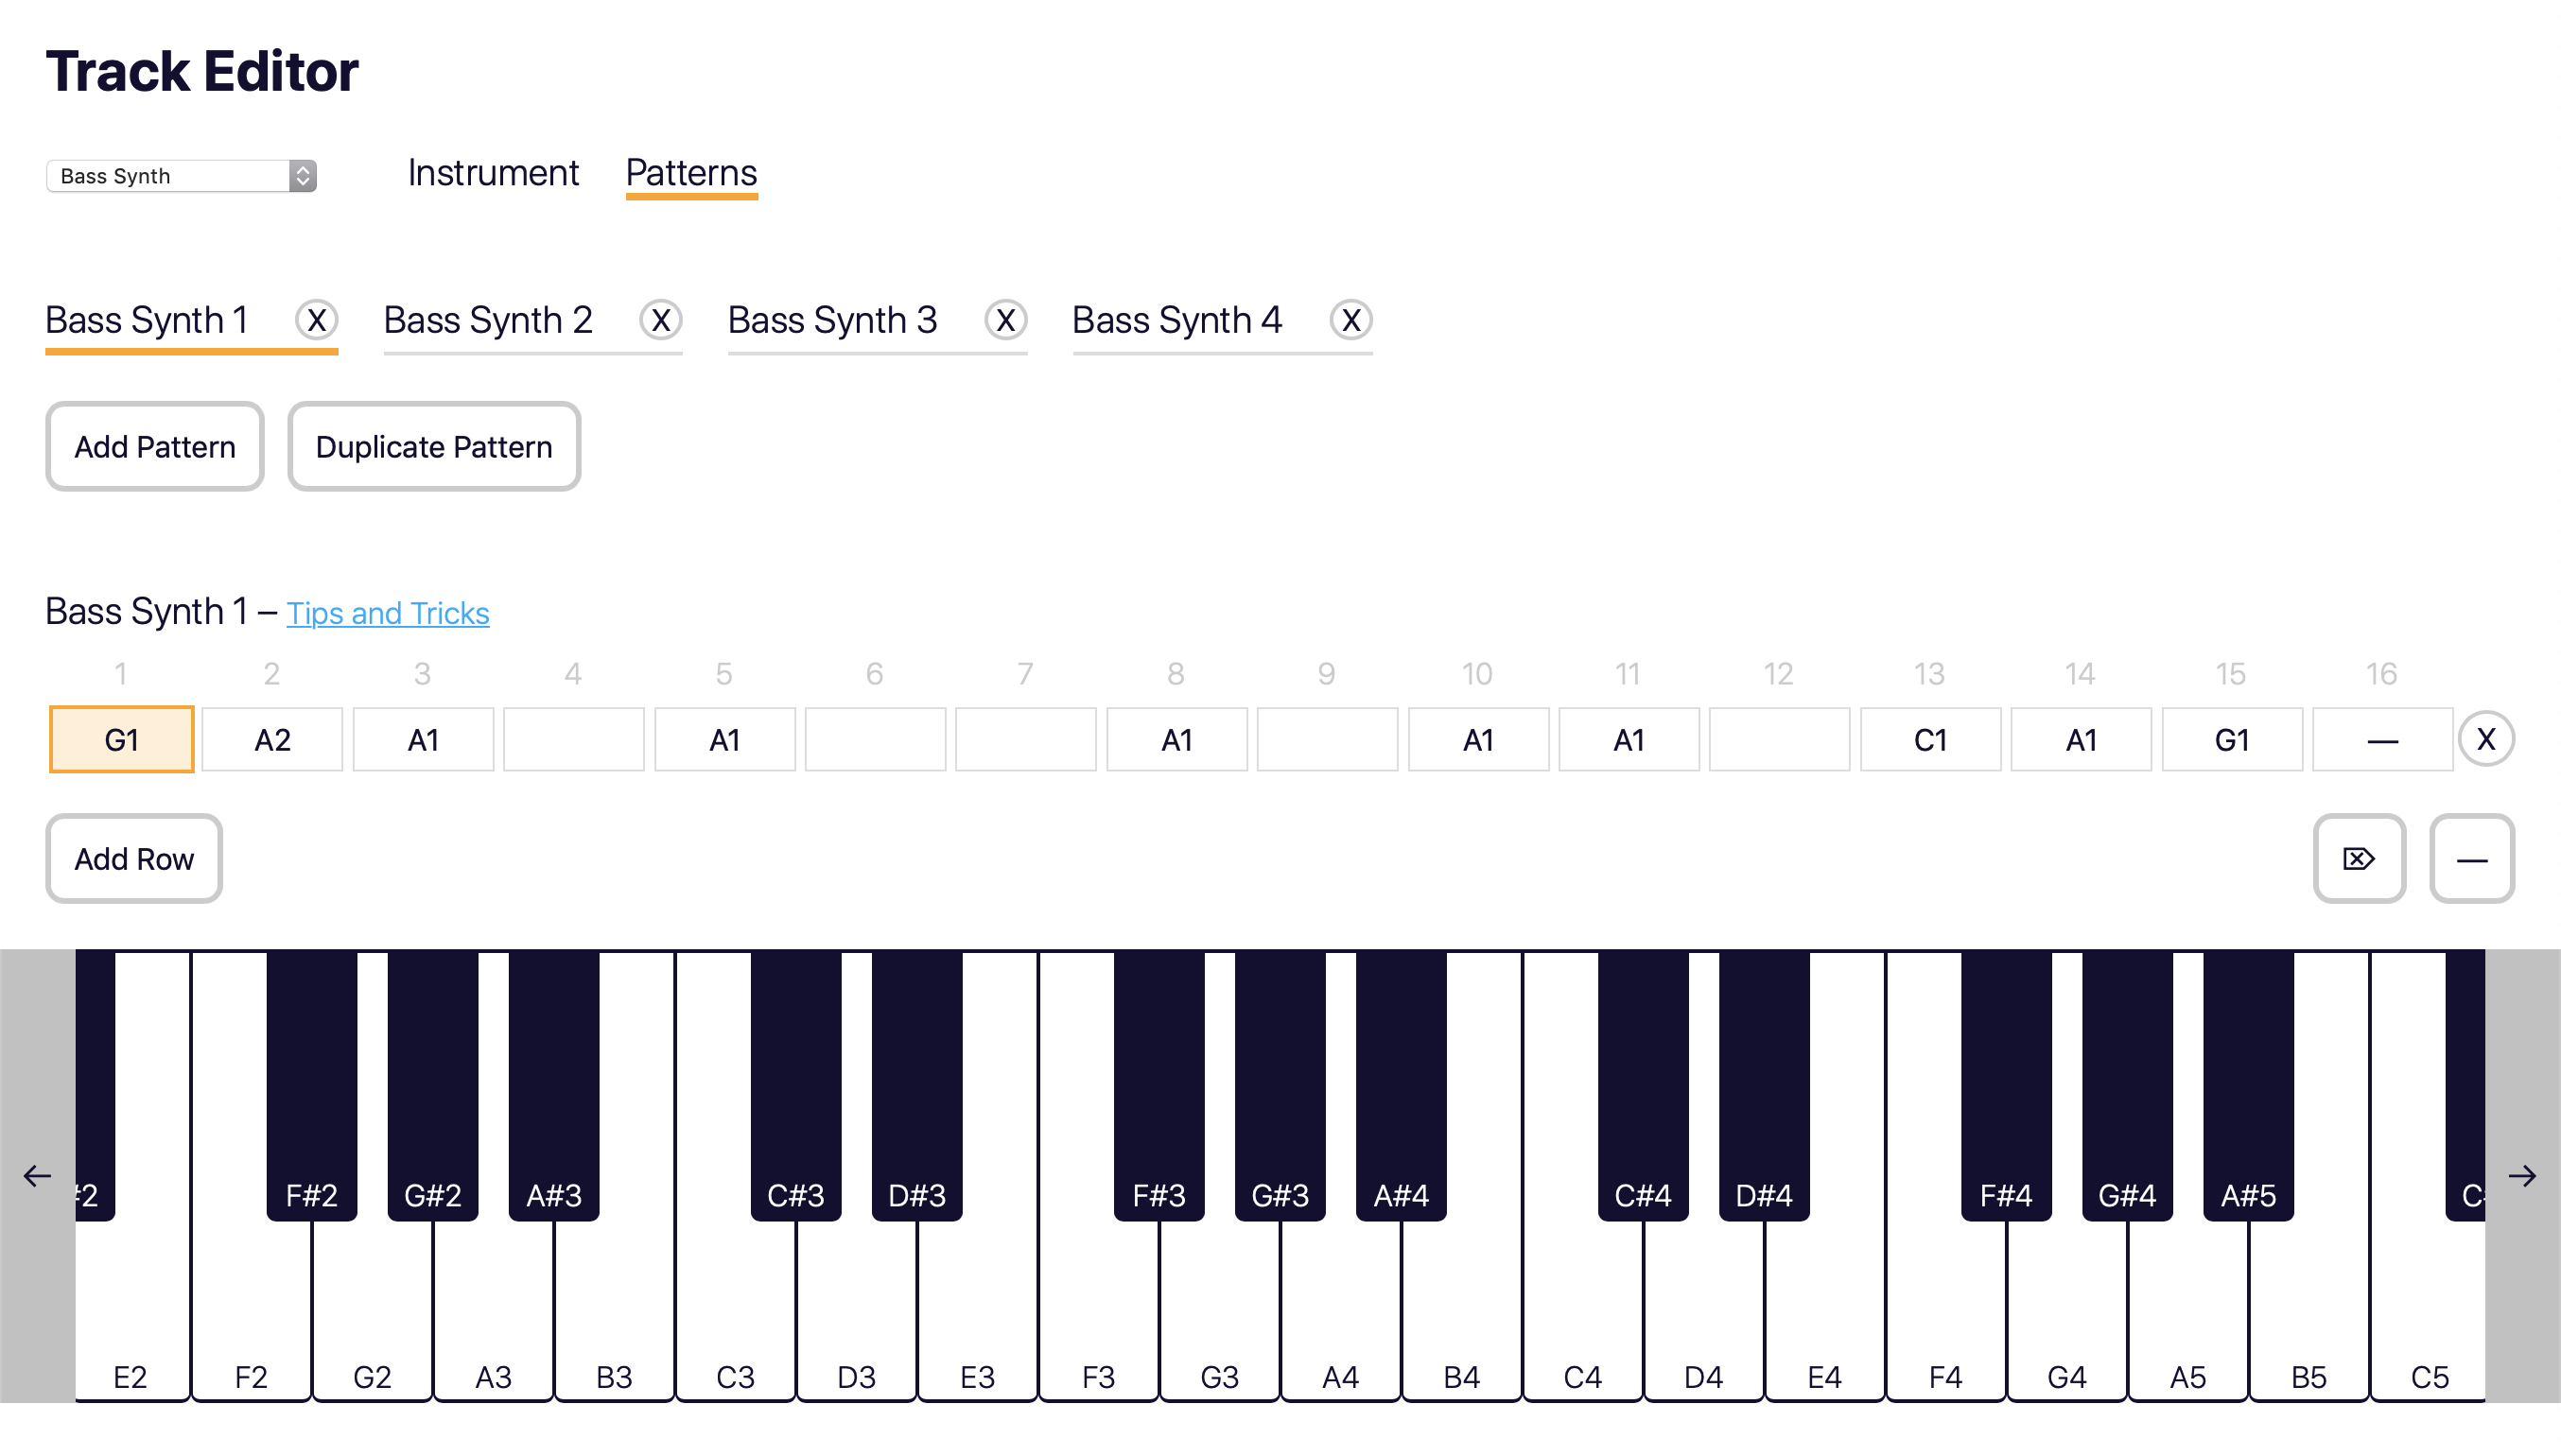 Track Editor
Bass Synth Instrument Patterns
Bass Synth 1 X Bass Synth 2 X Bass Synth 3 X Bass Synth 4 X
Add Pattern Duplicate Pattern
Bass Synth 1 – Tips and Tricks
1 2 3 4 5 6 7 8 9 10 11 12 13 14 15 16
G1 A2 A1 A1 A1 A1 A1 C1 A1 G1 — X
Add Row —
#2 F#2 G#2 A#3 C#3 D#3 F#3 G#3 A#4 C#4 D#4 F#4 G#4 A#5 C
E2 F2 G2 A3 B3 C3 D3 E3 F3 G3 A4 B4 C4 D4 E4 F4 G4 A5 B5 C5